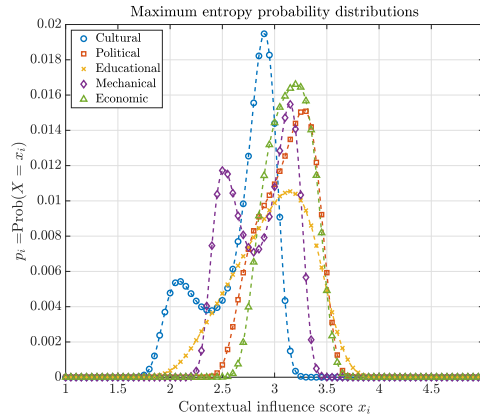 Maximum entropy probability distributions
Cultural
Political
Educational
Mechanical
Economic
0.02
0.018
0.016
0.014
0.012
0.01
0.008
0.006
0.004
0.002
0
p_i =Prob(X = x_i)
1
1.5
2
2.5
3
3.5
4
4.5
5
Contextual influence score x_i